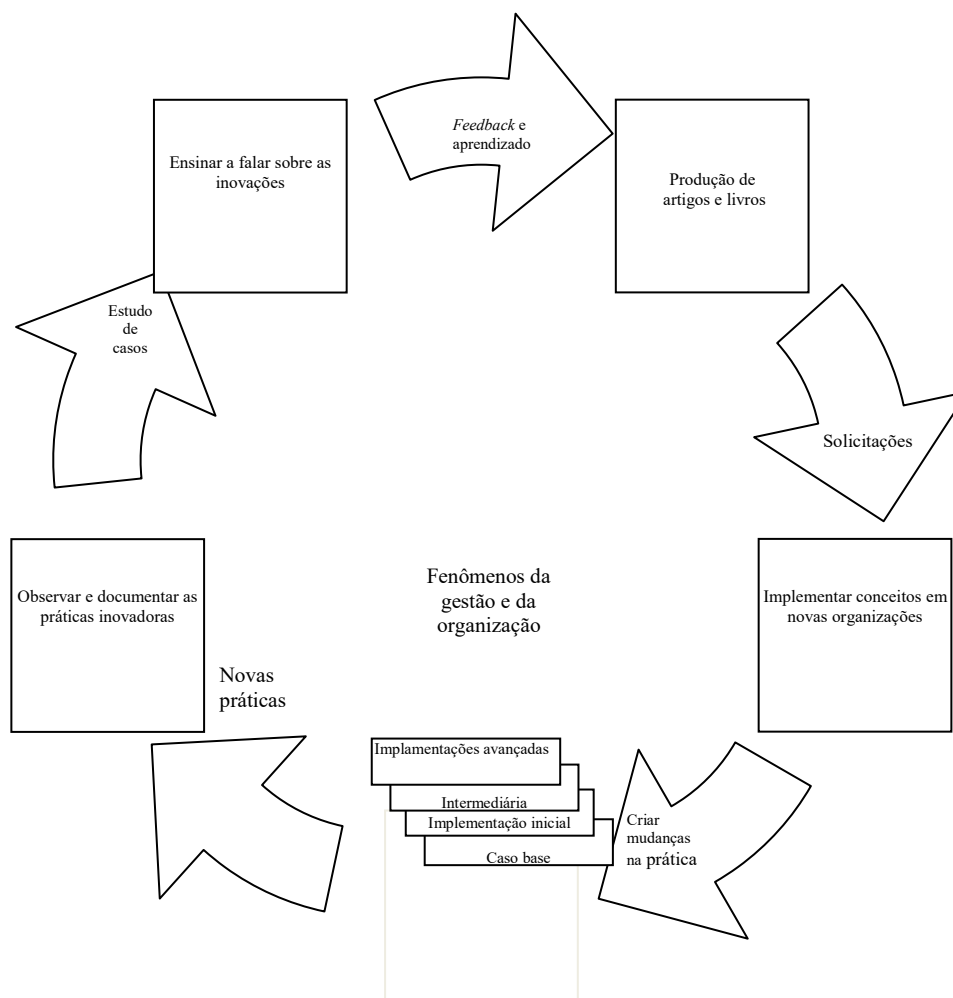 Feedback e
aprendizado
Ensinar a falar sobre as
inovações
Produção de
artigos e livros
Estudo
de
casos
Solicitações
Observar e documentar as
práticas inovadoras
Fenômenos da
gestão e da
organização
Implementar conceitos em
novas organizações
Novas
práticas
Implamentações avançadas
Intermediária
Implementação inicial
Caso base
Criar
mudanças
na prática